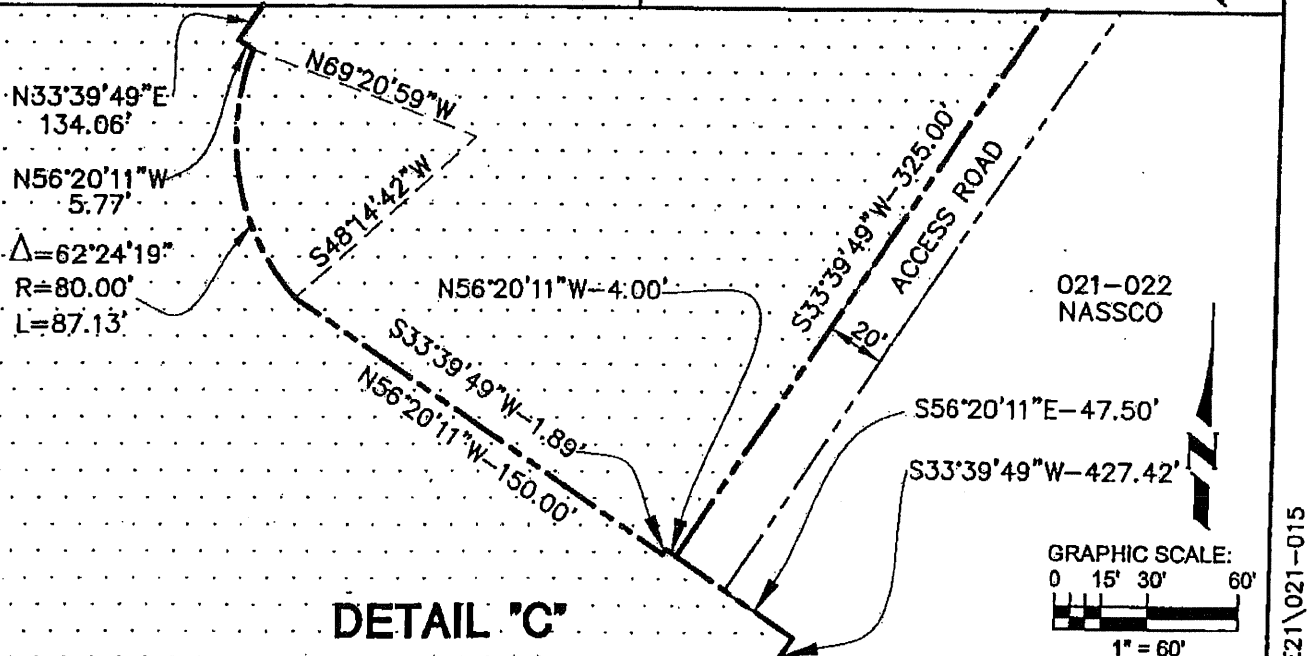 N33°39'49"E
134.06'
N56°20'11"W
5.77'
Δ=62°24'19"
R=80.00'
L=87.13'
N69°20'59"W
S48°14'42"W
N56°20'11"W-4.00'
S33°39'49"W-1.89'
N56°20'11"W-150.00'
S33°39'49"W-325.00'
ACCESS ROAD
20'
021-022
NASSCO
S56°20'11"E-47.50'
S33°39'49"W-427.42'
GRAPHIC SCALE:
0 15' 30' 60'
1" = 60'
DETAIL "C"
E21\021-015